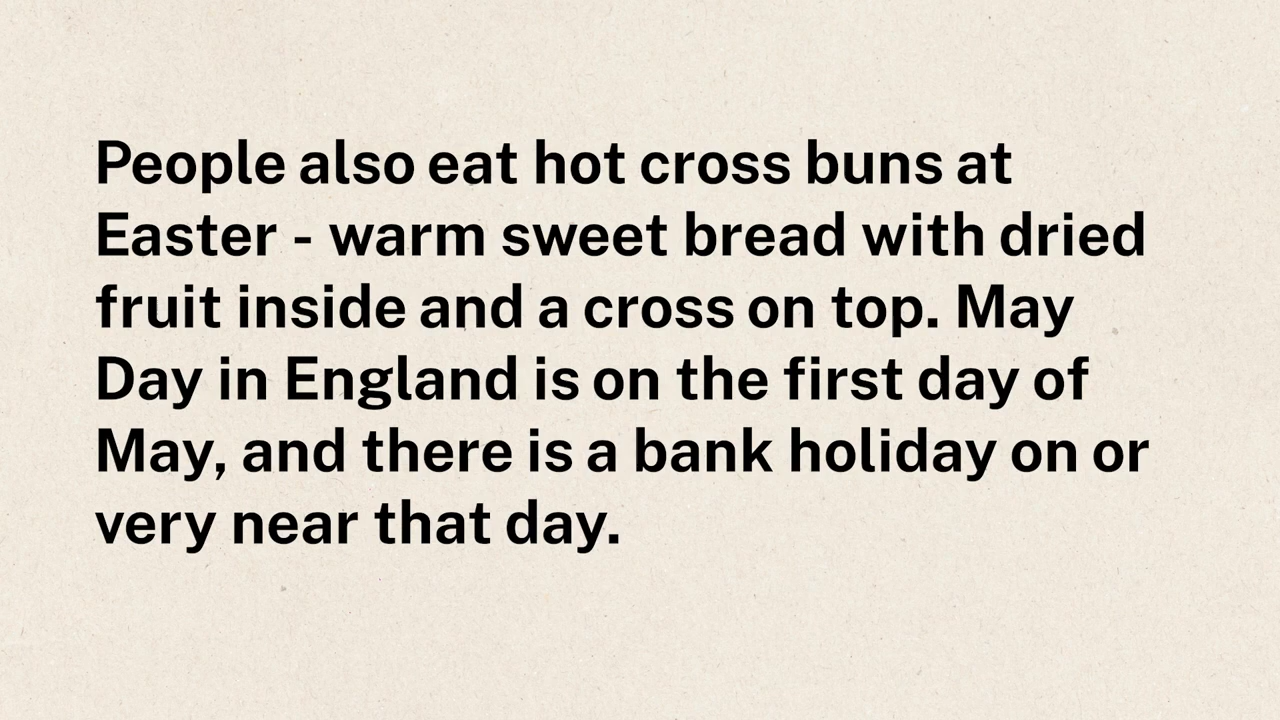 People also eat hot cross buns at
Easter - warm sweet bread with dried
fruit inside and a cross on top. May
Day in England is on the first day of
May, and there is a bank holiday on or
very near that day.